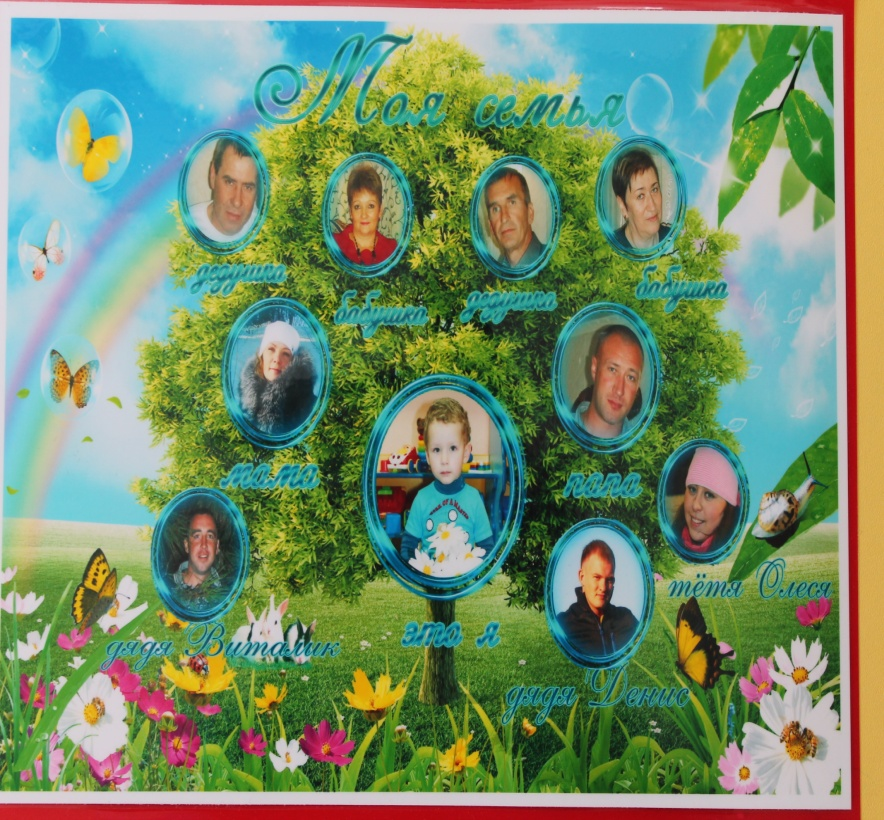 Моя семья
дедушка
бабушка
дедушка
бабушка
мама
папа
тётя Олеся
дядя Виталик
это я
дядя Денис